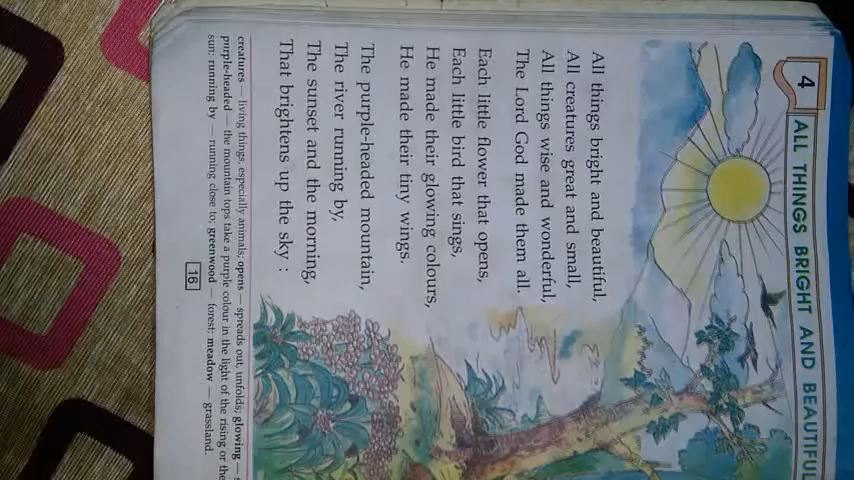 4
ALL THINGS BRIGHT AND BEAUTIFUL
All things bright and beautiful,
All creatures great and small,
All things wise and wonderful,
The Lord God made them all.
Each little flower that opens,
Each little bird that sings,
He made their glowing colours,
He made their tiny wings.
The purple-headed mountain,
The river running by,
The sunset and the morning,
That brightens up the sky :
creatures — living things, especially animals; opens — spreads out, unfolds; glowing —
purple-headed — the mountain tops take a purple colour in the light of the rising or the
sun; running by — running close to; greenwood — forest; meadow — grassland.
16